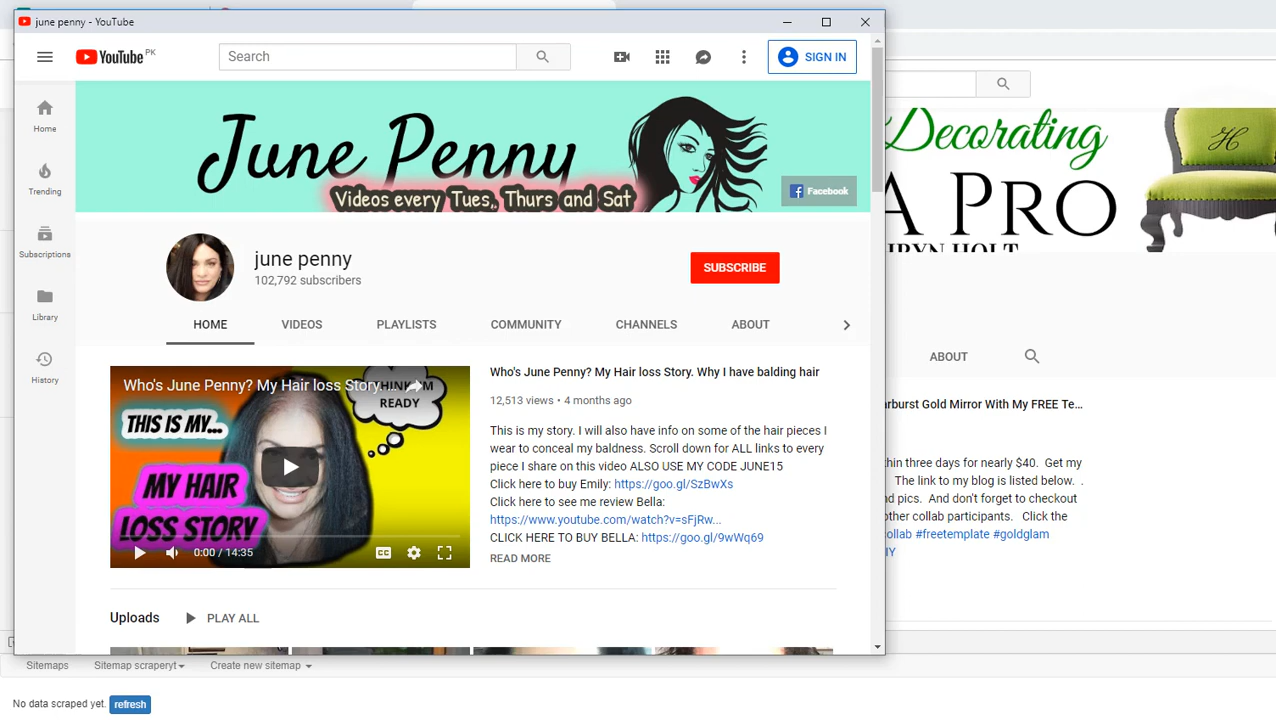 june penny - YouTube
YouTube PK
Search
SIGN IN
Home
Trending
Subscriptions
Library
History
June Penny
Videos every Tues,. Thurs and Sat
Facebook
june penny
102,792 subscribers
SUBSCRIBE
HOME VIDEOS PLAYLISTS COMMUNITY CHANNELS ABOUT
Who's June Penny? My Hair loss Story....
THIS IS MY...
MY HAIR
LOSS STORY
READY
0:00 / 14:35
CC
Who's June Penny? My Hair loss Story. Why I have balding hair
12,513 views • 4 months ago
This is my story. I will also have info on some of the hair pieces I
wear to conceal my baldness. Scroll down for ALL links to every
piece I share on this video ALSO USE MY CODE JUNE15
Click here to buy Emily: https://goo.gl/SzBwXs
Click here to see me review Bella:
https://www.youtube.com/watch?v=sFjRw...
CLICK HERE TO BUY BELLA: https://goo.gl/9wWq69
READ MORE
Uploads PLAY ALL
Decorating
A PRO
HOLT
H
ABOUT
Gold Mirror With My FREE Te...
three days for nearly $40. Get my
The link to my blog is listed below. .
pics. And don't forget to checkout
other collab participants. Click the
#freetemplate #goldglam
Sitemaps Sitemap scraperyt Create new sitemap
No data scraped yet. refresh